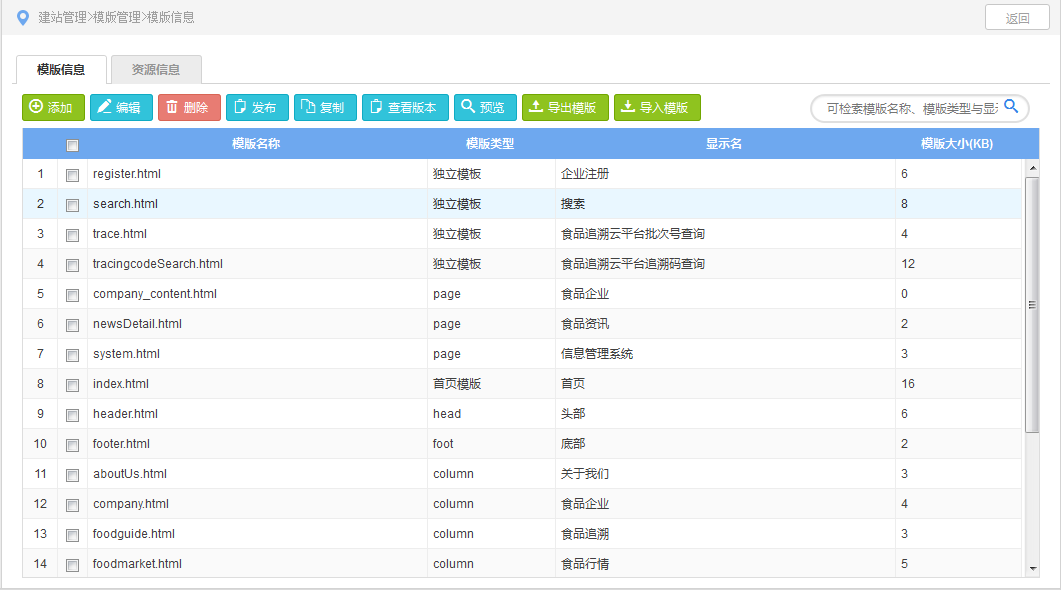 建站管理>模版管理>模版信息 返回
模版信息 资源信息
添加 编辑 删除 发布 复制 查看版本 预览 导出模版 导入模版 可检索模版名称、模版类型与显
模版名称 模版类型 显示名 模版大小(KB)
1 register.html 独立模板 企业注册 6
2 search.html 独立模板 搜索 8
3 trace.html 独立模板 食品追溯云平台批次号查询 4
4 tracingcodeSearch.html 独立模板 食品追溯云平台追溯码查询 12
5 company_content.html page 食品企业 0
6 newsDetail.html page 食品资讯 2
7 system.html page 信息管理系统 3
8 index.html 首页模版 首页 16
9 header.html head 头部 6
10 footer.html foot 底部 2
11 aboutUs.html column 关于我们 3
12 company.html column 食品企业 4
13 foodguide.html column 食品追溯 3
14 foodmarket.html column 食品行情 5